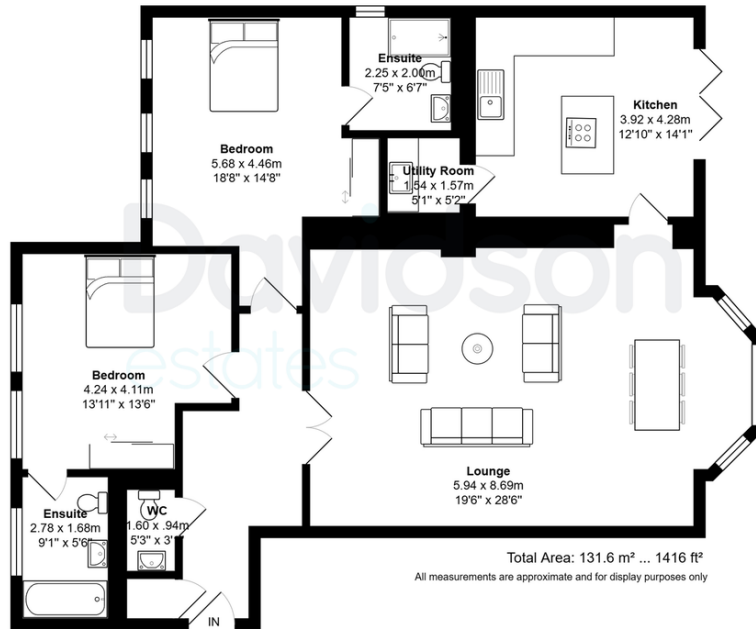 Ensuite
2.25 x 2.00m
7'5" x 6'7"
Kitchen
3.92 x 4.28m
12'10" x 14'1"
Bedroom
5.68 x 4.46m
18'8" x 14'8"
Utility Room
1.54 x 1.57m
5'1" x 5'2"
Davidson
estates
Bedroom
4.24 x 4.11m
13'11" x 13'6"
Lounge
5.94 x 8.69m
19'6" x 28'6"
Ensuite
2.78 x 1.68m
9'1" x 5'6"
WC
1.60 x .94m
5'3" x 3'1
Total Area: 131.6 m² ... 1416 ft²
All measurements are approximate and for display purposes only
IN